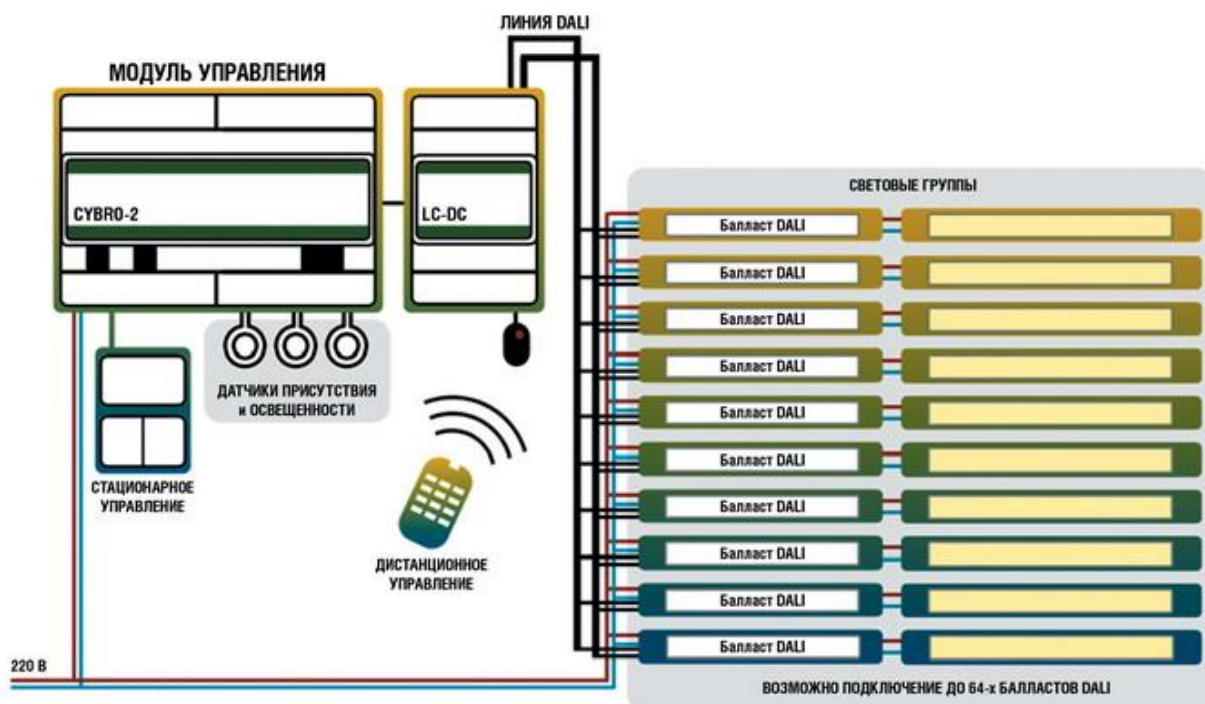 ЛИНИЯ DALI
МОДУЛЬ УПРАВЛЕНИЯ
CYBRO-2
LC-DC
СВЕТОВЫЕ ГРУППЫ
Балласт DALI
Балласт DALI
Балласт DALI
Балласт DALI
Балласт DALI
Балласт DALI
Балласт DALI
Балласт DALI
Балласт DALI
Балласт DALI
ДАТЧИКИ ПРИСУТСТВИЯ
и ОСВЕЩЕННОСТИ
СТАЦИОНАРНОЕ
УПРАВЛЕНИЕ
ДИСТАНЦИОННОЕ
УПРАВЛЕНИЕ
220 В
ВОЗМОЖНО ПОДКЛЮЧЕНИЕ ДО 64-х БАЛЛАСТОВ DALI